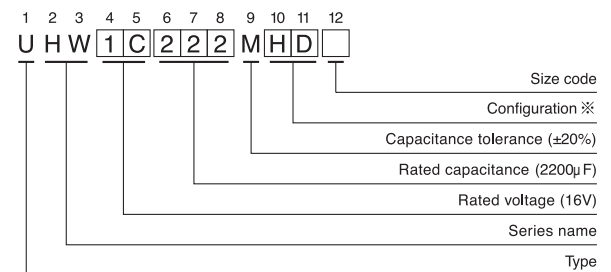 1 2 3 4 5 6 7 8 9 10 11 12
U H W 1 C 2 2 2 M H D
Size code
Configuration ※
Capacitance tolerance (±20%)
Rated capacitance (2200µF)
Rated voltage (16V)
Series name
Type